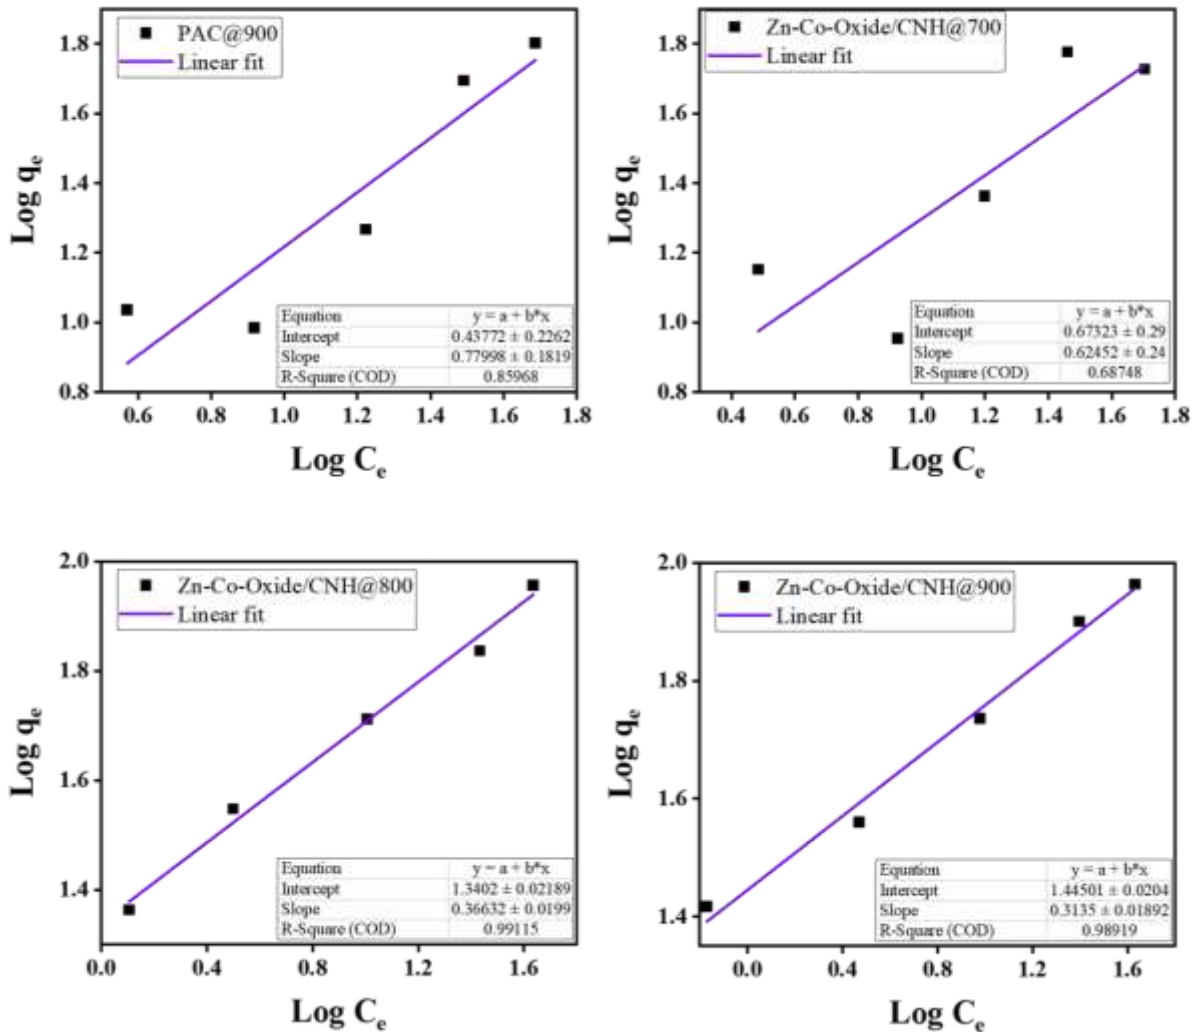 PAC@900
Linear fit
1.8
1.6
1.4
1.2
1.0
0.8
Log qe
Equation y = a + b*x
Intercept 0.43772 ± 0.2262
Slope 0.77998 ± 0.1819
R-Square (COD) 0.85968
0.6 0.8 1.0 1.2 1.4 1.6 1.8
Log Ce
Zn-Co-Oxide/CNH@700
Linear fit
1.8
1.6
1.4
1.2
1.0
0.8
Log qe
Equation y = a + b*x
Intercept 0.67323 ± 0.29
Slope 0.62452 ± 0.24
R-Square (COD) 0.68748
0.4 0.6 0.8 1.0 1.2 1.4 1.6 1.8
Log Ce
Zn-Co-Oxide/CNH@800
Linear fit
2.0
1.8
1.6
1.4
Log qe
Equation y = a + b*x
Intercept 1.3402 ± 0.02189
Slope 0.36632 ± 0.0199
R-Square (COD) 0.99115
0.0 0.4 0.8 1.2 1.6
Log Ce
Zn-Co-Oxide/CNH@900
Linear fit
2.0
1.8
1.6
1.4
Log qe
Equation y = a + b*x
Intercept 1.44501 ± 0.0204
Slope 0.3135 ± 0.01892
R-Square (COD) 0.98919
0.0 0.4 0.8 1.2 1.6
Log Ce